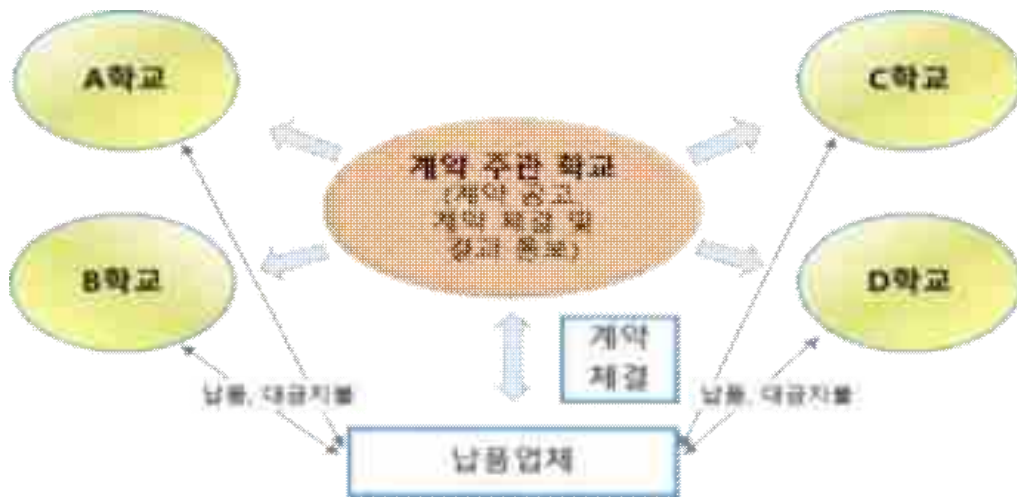 A학교
C학교
계약 주관 학교
(계약 공고,
계약 체결 및
결과 통보)
B학교
D학교
계약
체결
납품, 대금지불
납품, 대금지불
납품업체